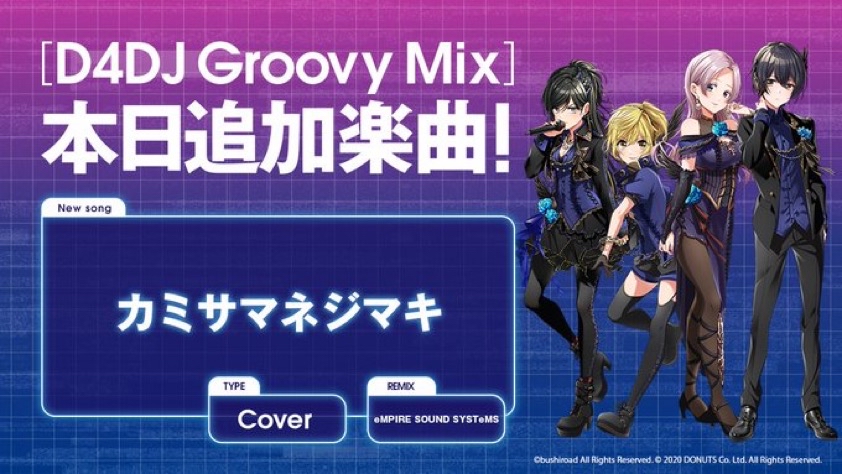 [D4DJ Groovy Mix]
本日追加楽曲!
New song
カミサマネジマキ
TYPE
Cover
REMIX
eMPIRE SOUND SYSTeMS
©bushiroad All Rights Reserved. © 2020 DONUTS Co. Ltd. All Rights Reserved.